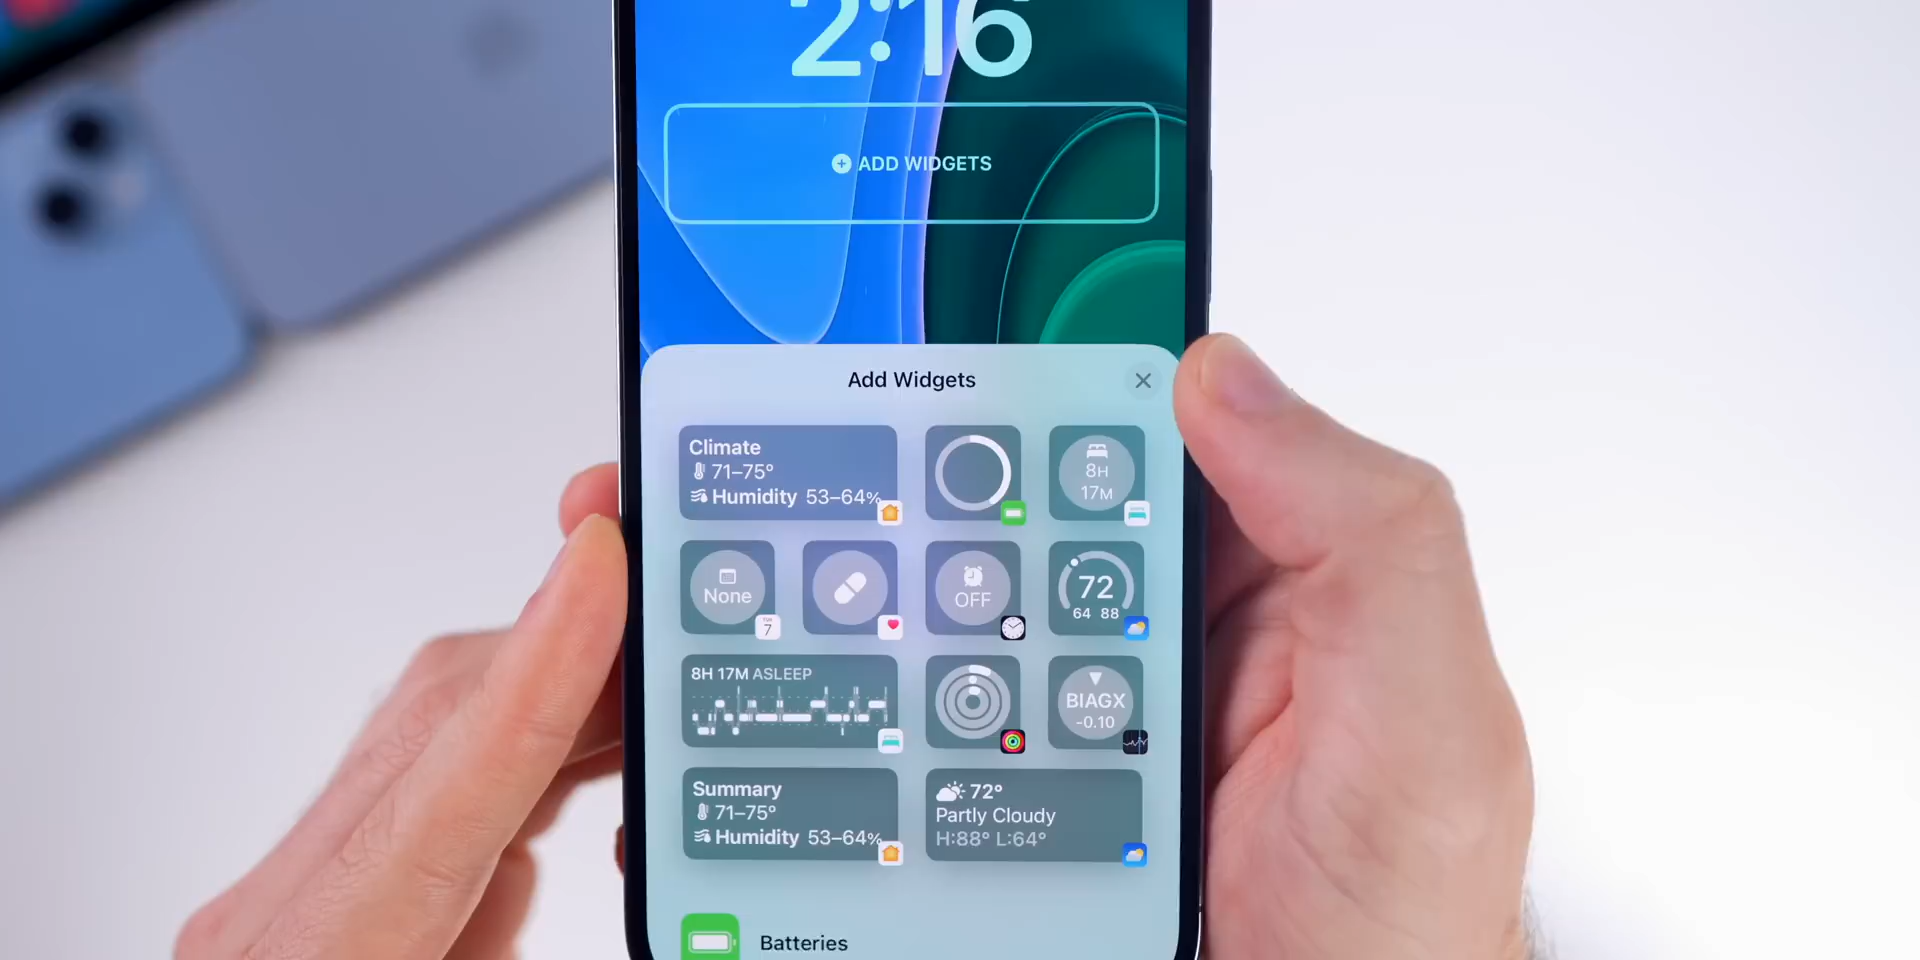 2:16
ADD WIDGETS
Add Widgets
Climate
71–75°
Humidity 53–64%
8H
17M
None
7
OFF
72
64 88
8H 17M ASLEEP
BIAGX
-0.10
Summary
71–75°
Humidity 53–64%
72°
Partly Cloudy
H:88° L:64°
Batteries